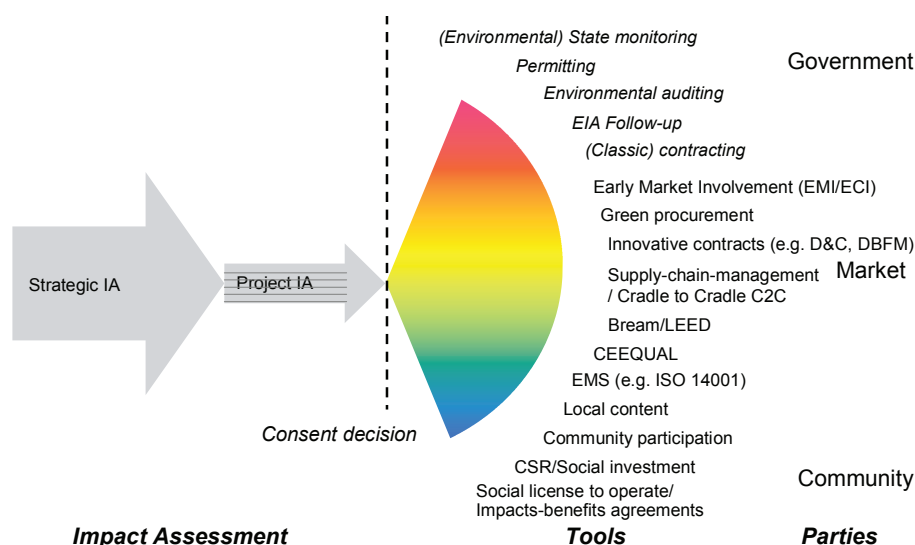 (Environmental) State monitoring
Government
Permitting
Environmental auditing
EIA Follow-up
(Classic) contracting
Early Market Involvement (EMI/ECI)
Green procurement
Innovative contracts (e.g. D&C, DBFM)
Market
Supply-chain-management
/ Cradle to Cradle C2C
Strategic IA
Project IA
Bream/LEED
CEEQUAL
EMS (e.g. ISO 14001)
Local content
Consent decision
Community participation
CSR/Social investment
Community
Social license to operate/
Impacts-benefits agreements
Impact Assessment
Tools
Parties